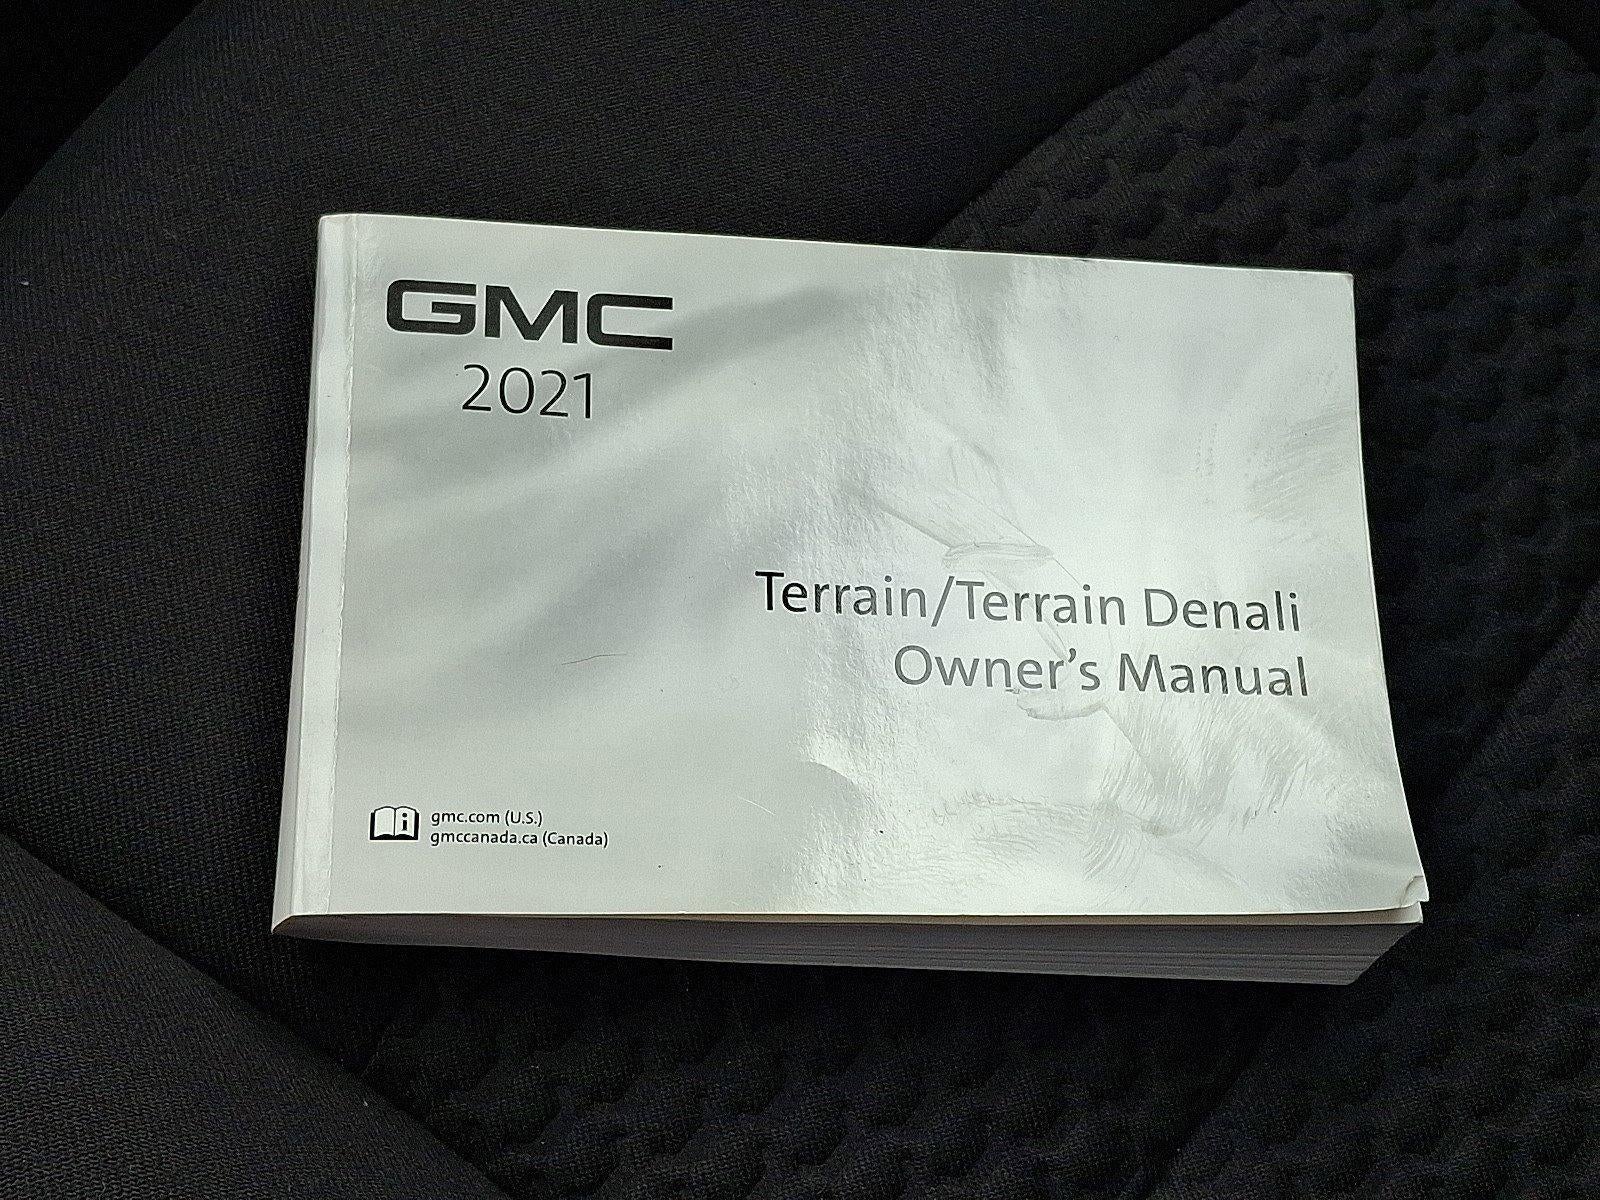 GMC
2021
Terrain/Terrain Denali
Owner's Manual
gmc.com (U.S.)
gmccanada.ca (Canada)